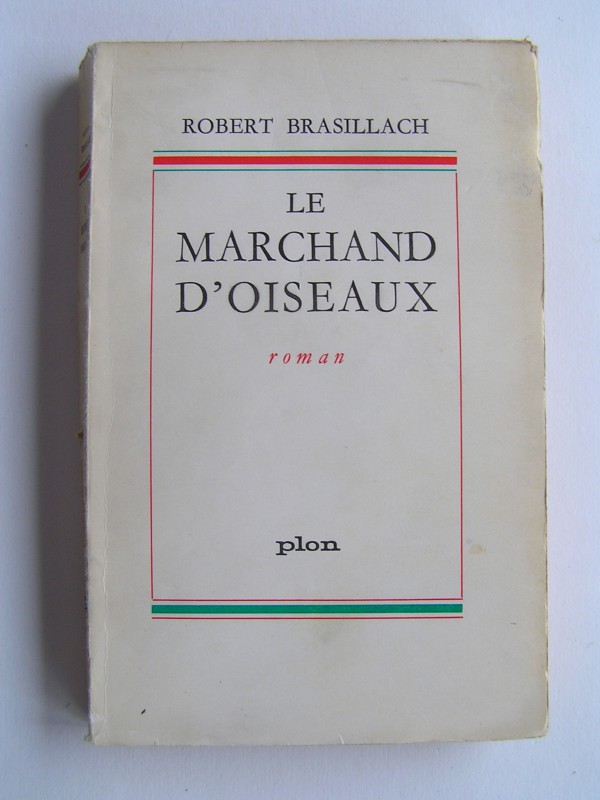 ROBERT BRASILLACH
LE
MARCHAND
D'OISEAUX
roman
plon